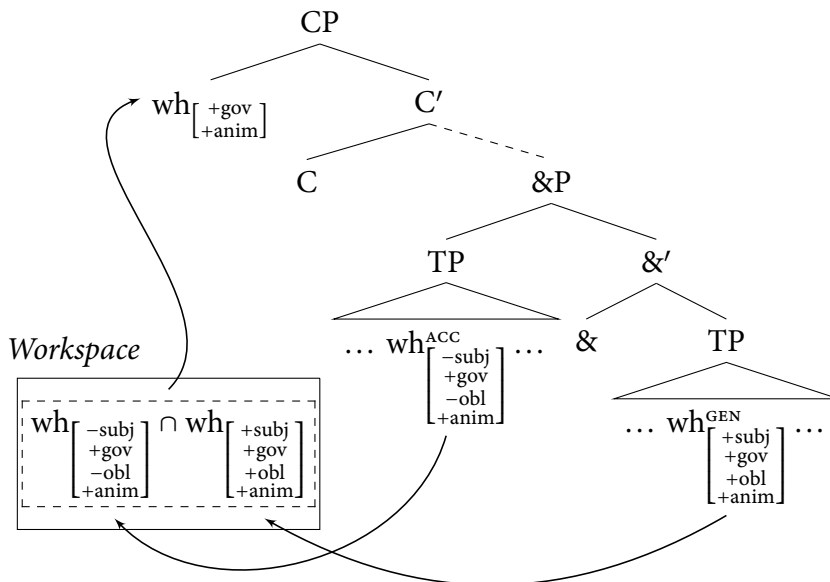 CP
wh[+gov +anim]
C′
C
&P
TP
&′
… wh^ACC[−subj +gov −obl +anim] …
&
TP
… wh^GEN[+subj +gov +obl +anim] …
Workspace
wh[−subj +gov −obl +anim] ∩ wh[+subj +gov +obl +anim]